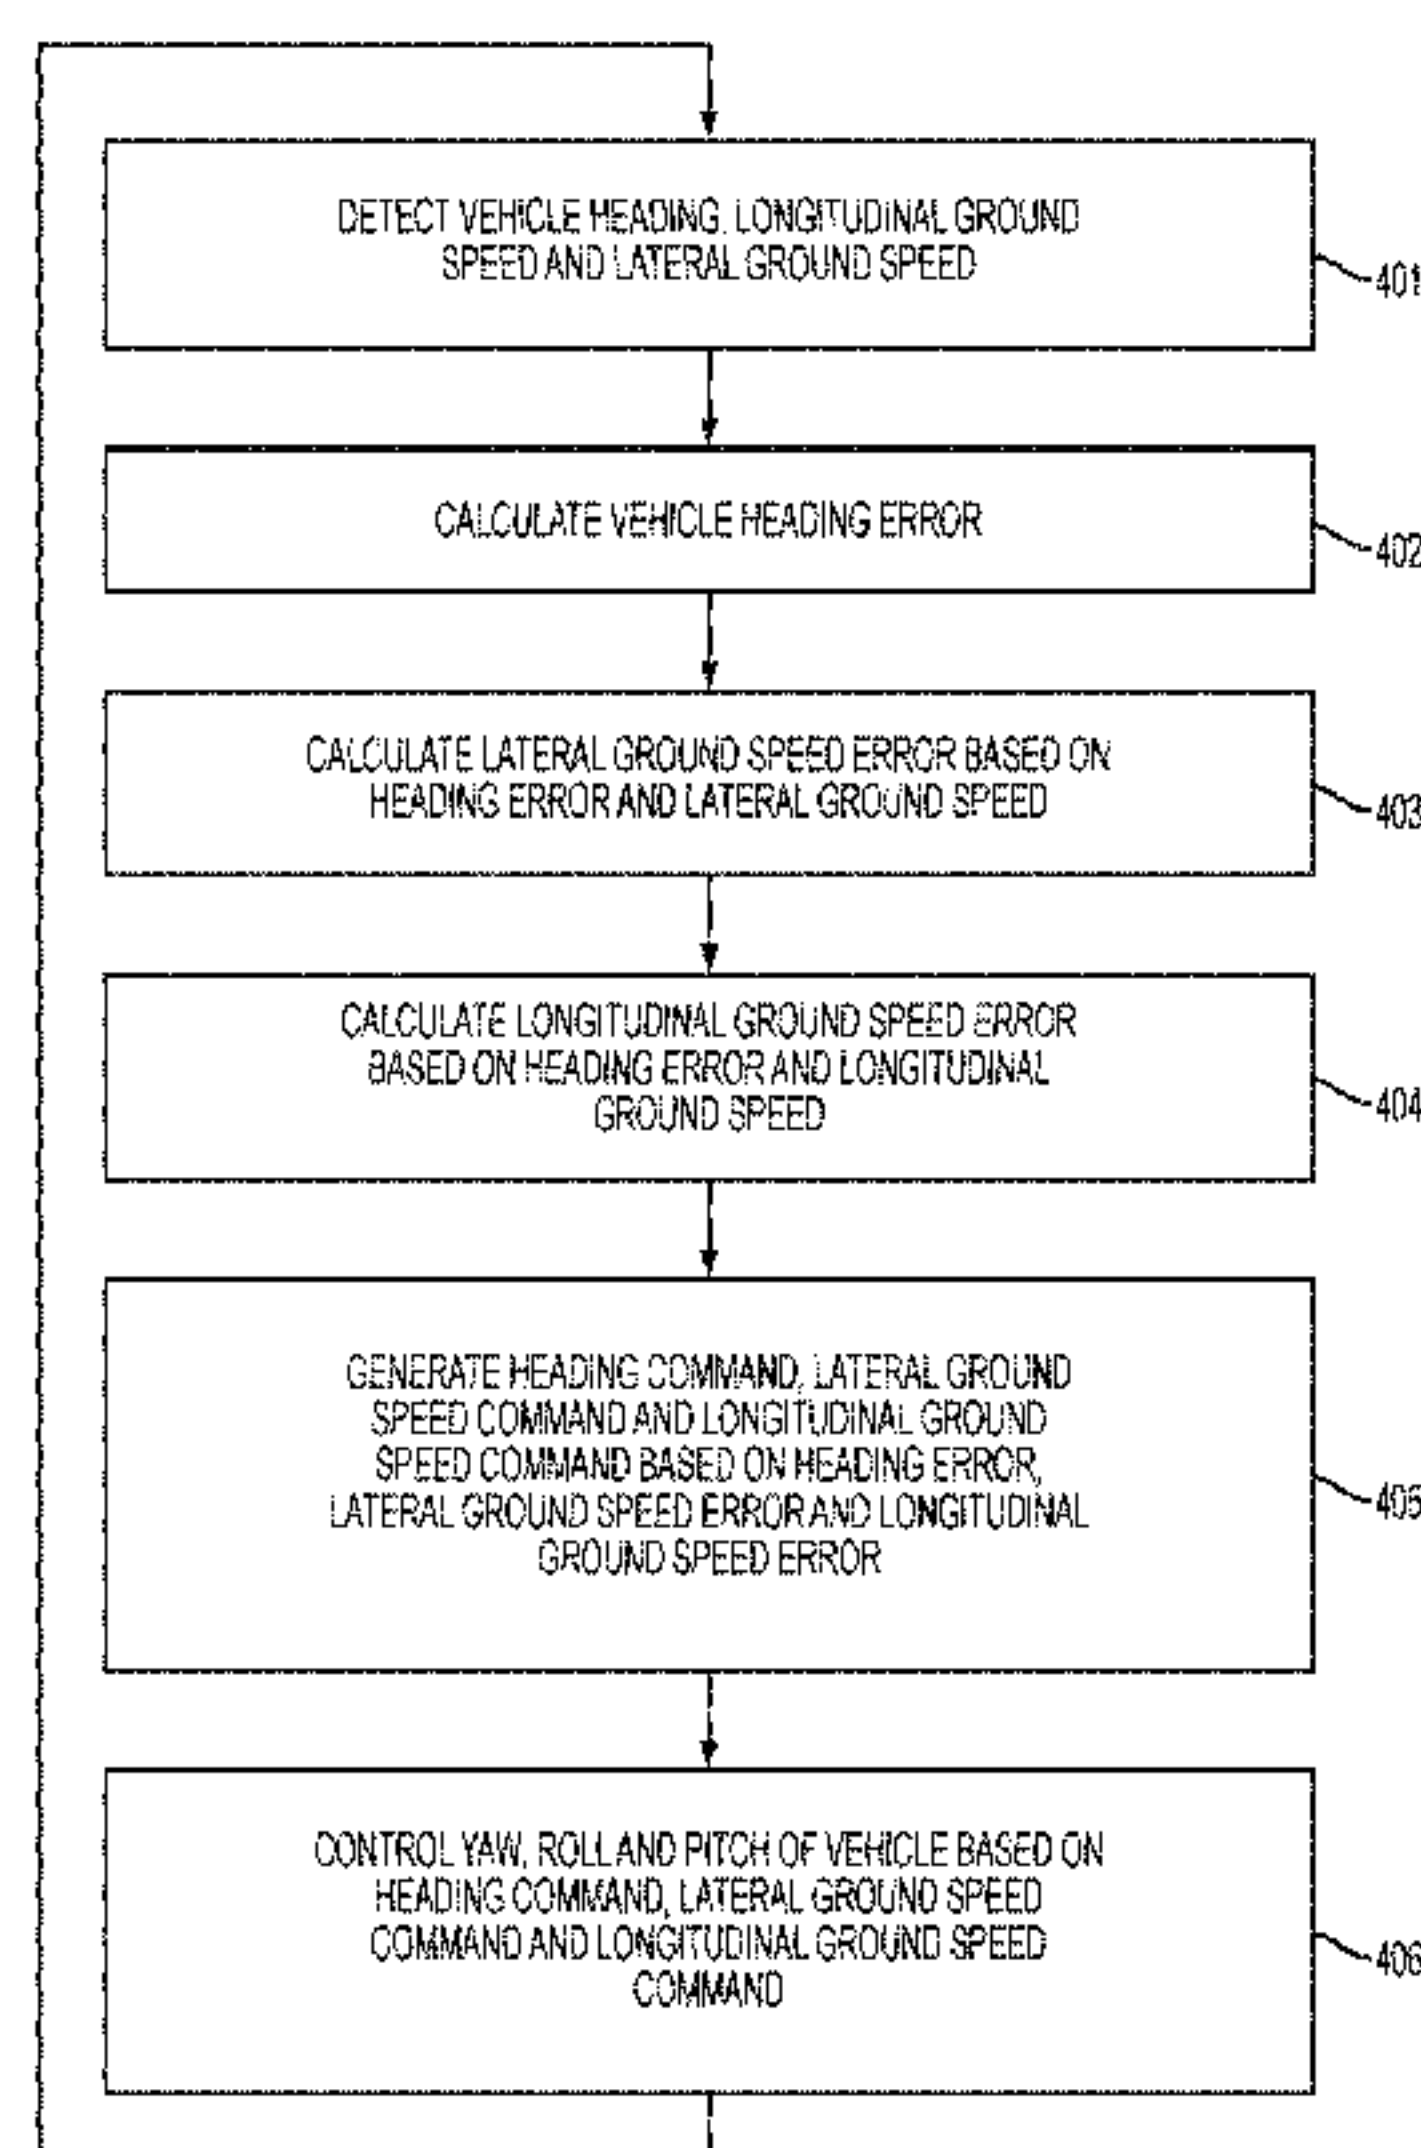 DETECT VEHICLE HEADING, LONGITUDINAL GROUND
SPEED AND LATERAL GROUND SPEED
401
CALCULATE VEHICLE HEADING ERROR
402
CALCULATE LATERAL GROUND SPEED ERROR BASED ON
HEADING ERROR AND LATERAL GROUND SPEED
403
CALCULATE LONGITUDINAL GROUND SPEED ERROR
BASED ON HEADING ERROR AND LONGITUDINAL
GROUND SPEED
404
GENERATE HEADING COMMAND, LATERAL GROUND
SPEED COMMAND AND LONGITUDINAL GROUND
SPEED COMMAND BASED ON HEADING ERROR,
LATERAL GROUND SPEED ERROR AND LONGITUDINAL
GROUND SPEED ERROR
405
CONTROL YAW, ROLL AND PITCH OF VEHICLE BASED ON
HEADING COMMAND, LATERAL GROUND SPEED
COMMAND AND LONGITUDINAL GROUND SPEED
COMMAND
406